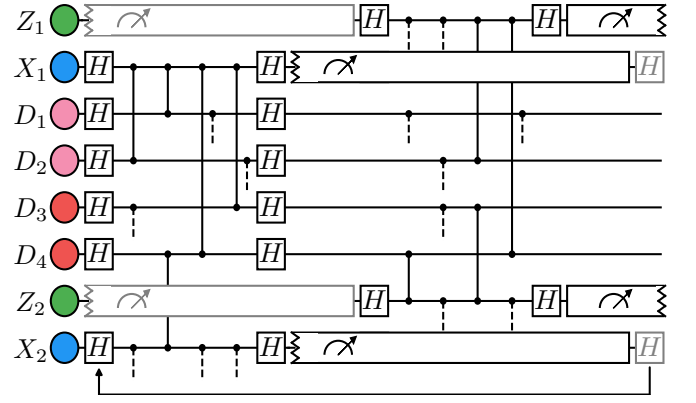 Z₁ H H
X₁ H H H
D₁ H H
D₂ H H
D₃ H H
D₄ H H
Z₂ H H
X₂ H H H